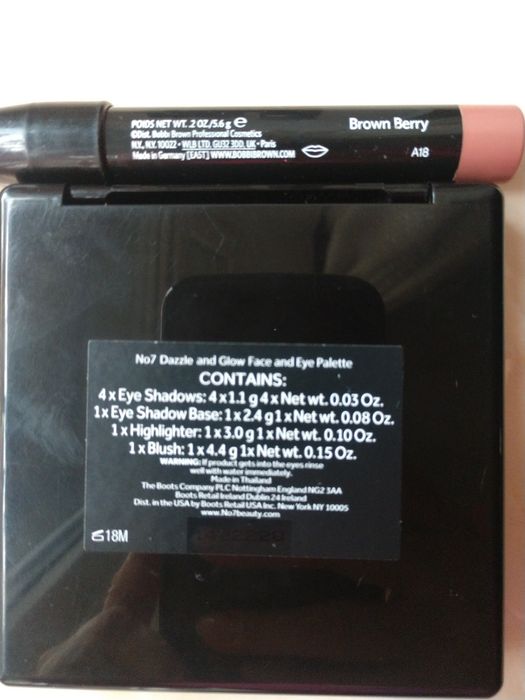 POIDS NET WT. .2 OZ./5.6 g ℮
©Dist. Bobbi Brown Professional Cosmetics
N.Y., N.Y. 10022 • WLB LTD. GU32 3DD, UK • Paris
Made in Germany [EAST] WWW.BOBBIBROWN.COM
Brown Berry
A18
No7 Dazzle and Glow Face and Eye Palette
CONTAINS:
4 x Eye Shadows: 4 x 1.1 g 4 x Net wt. 0.03 Oz.
1x Eye Shadow Base: 1 x 2.4 g 1 x Net wt. 0.08 Oz.
1 x Highlighter: 1 x 3.0 g 1 x Net wt. 0.10 Oz.
1 x Blush: 1 x 4.4 g 1x Net wt. 0.15 Oz.
WARNING: If product gets into the eyes rinse
well with water immediately.
Made in Thailand
The Boots Company PLC Nottingham England NG2 3AA
Boots Retail Ireland Dublin 24 Ireland
Dist. in the USA by Boots Retail USA Inc. New York NY 10005
www.No7beauty.com
18M